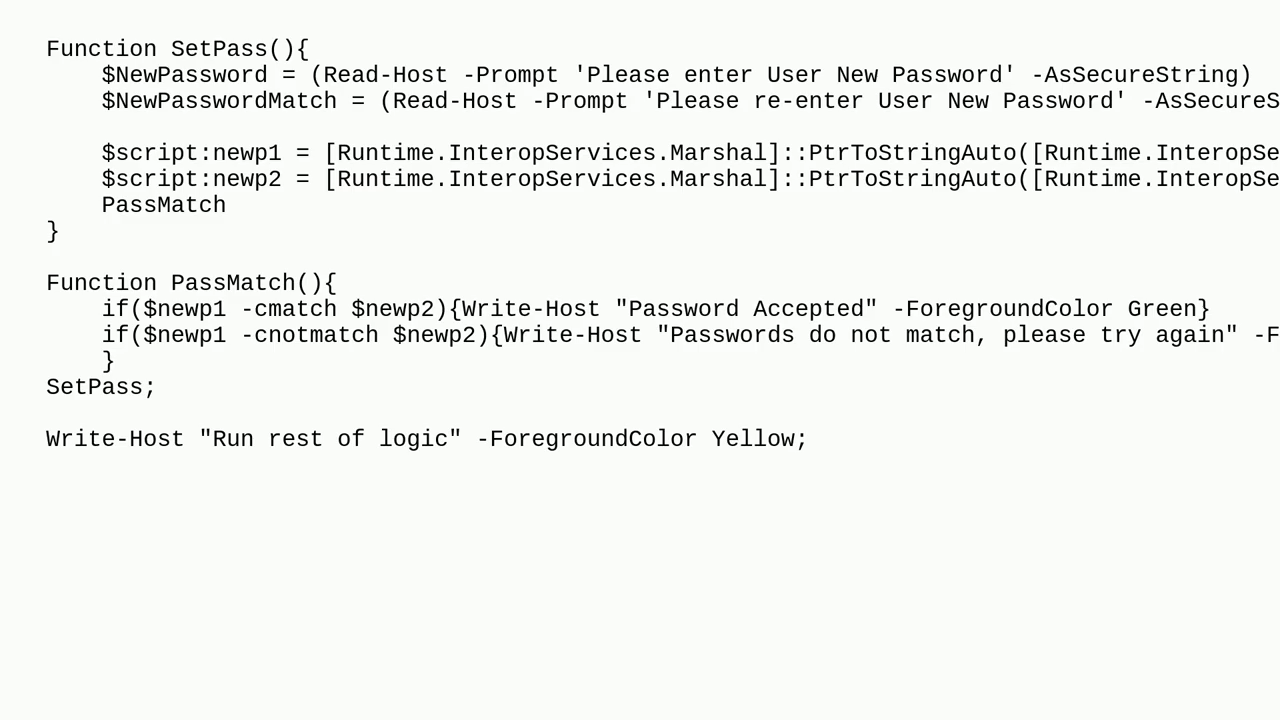 Function SetPass(){
    $NewPassword = (Read-Host -Prompt 'Please enter User New Password' -AsSecureString)
    $NewPasswordMatch = (Read-Host -Prompt 'Please re-enter User New Password' -AsSecureS
    $script:newp1 = [Runtime.InteropServices.Marshal]::PtrToStringAuto([Runtime.InteropSe
    $script:newp2 = [Runtime.InteropServices.Marshal]::PtrToStringAuto([Runtime.InteropSe
    PassMatch
}
Function PassMatch(){
    if($newp1 -cmatch $newp2){Write-Host "Password Accepted" -ForegroundColor Green}
    if($newp1 -cnotmatch $newp2){Write-Host "Passwords do not match, please try again" -F
    }
SetPass;
Write-Host "Run rest of logic" -ForegroundColor Yellow;